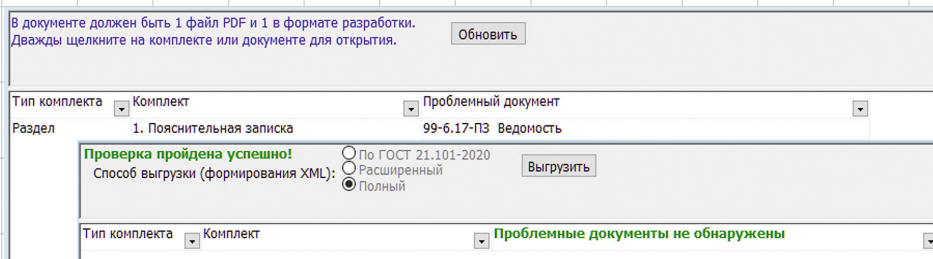 В документе должен быть 1 файл PDF и 1 в формате разработки.
Дважды щелкните на комплекте или документе для открытия.
Обновить
Тип комплекта Комплект Проблемный документ
Раздел 1. Пояснительная записка 99-6.17-ПЗ Ведомость
Проверка пройдена успешно!
Способ выгрузки (формирования XML):
По ГОСТ 21.101-2020
Расширенный
Полный
Выгрузить
Тип комплекта Комплект Проблемные документы не обнаружены